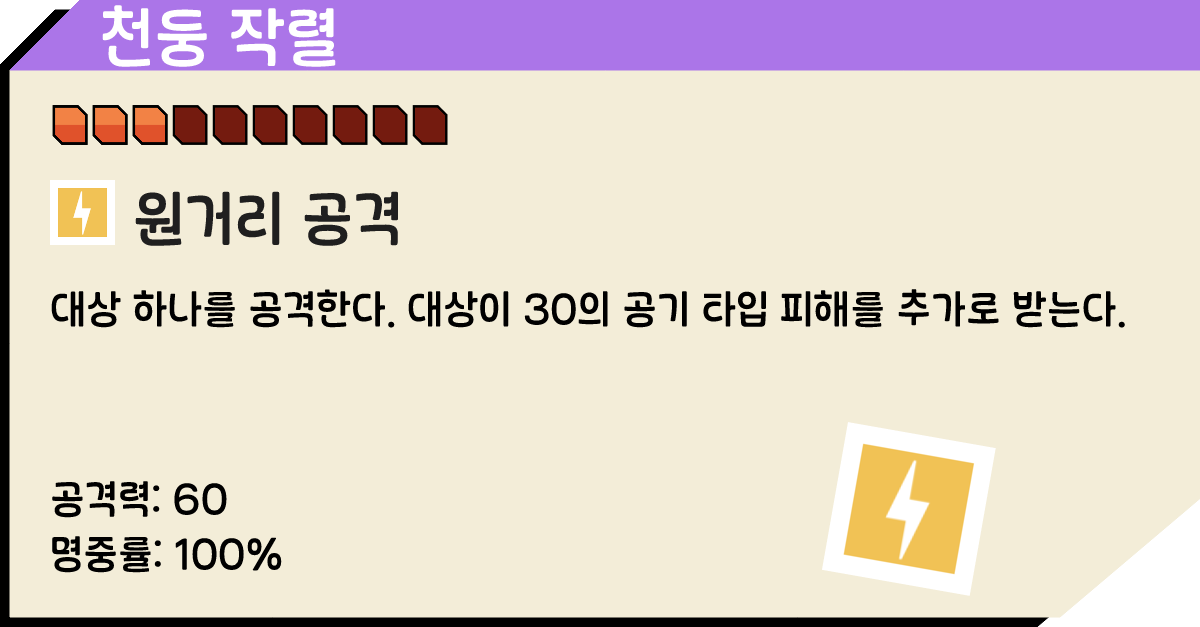 천둥 작렬
원거리 공격
대상 하나를 공격한다. 대상이 30의 공기 타입 피해를 추가로 받는다.
공격력: 60
명중률: 100%